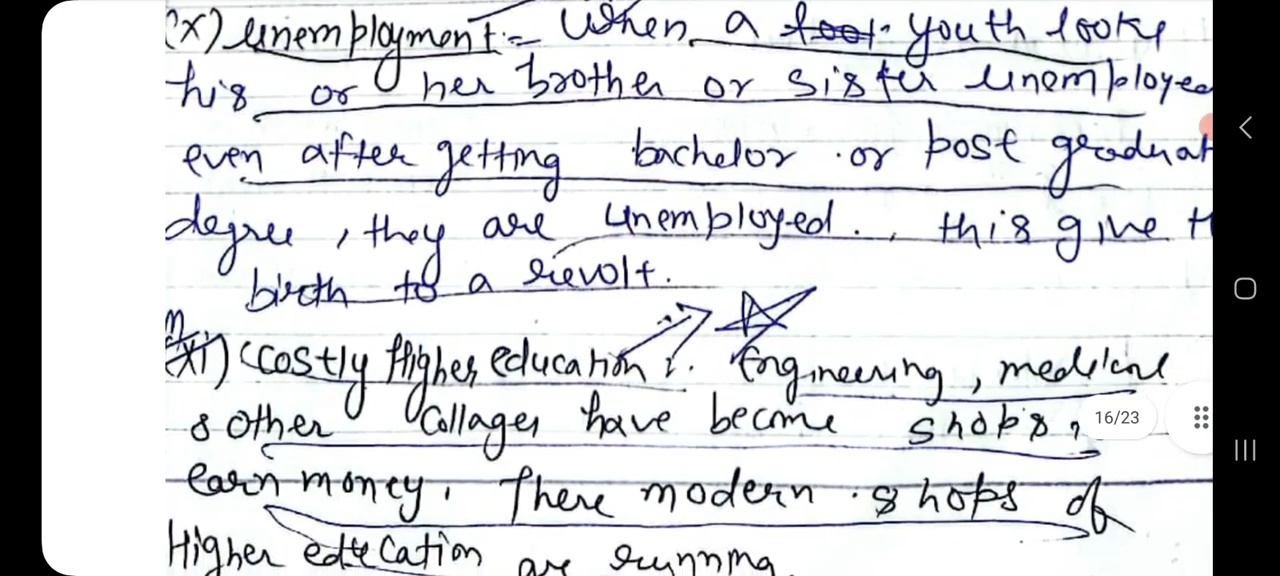 (x) Unemployment:- When a youth looks
his or her brother or sister unemployed
even after getting bachelor or post graduat
degree, they are unemployed. this give
birth to a revolt.
(xi) Costly Higher education :. Engineering, medical
& other Collages have become shops,
earn money. There modern shops of
Higher education are running
16/23